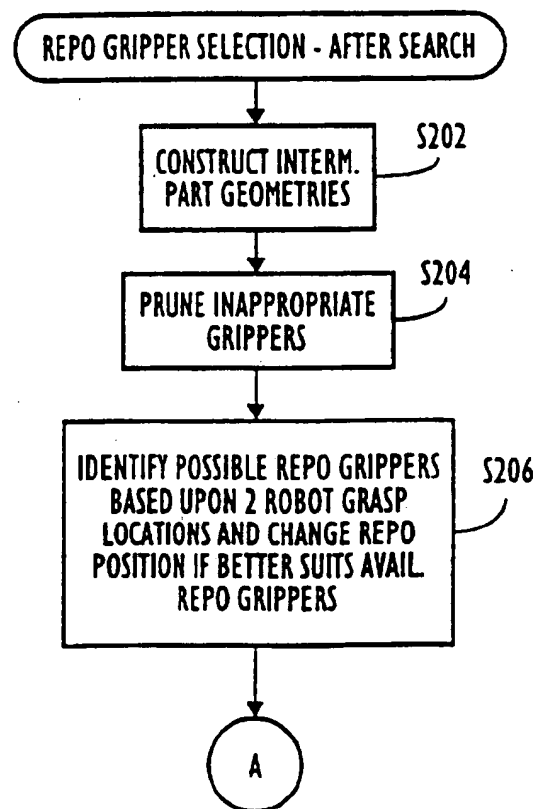 REPO GRIPPER SELECTION - AFTER SEARCH
S202
CONSTRUCT INTERM.
PART GEOMETRIES
S204
PRUNE INAPPROPRIATE
GRIPPERS
S206
IDENTIFY POSSIBLE REPO GRIPPERS
BASED UPON 2 ROBOT GRASP
LOCATIONS AND CHANGE REPO
POSITION IF BETTER SUITS AVAIL.
REPO GRIPPERS
A